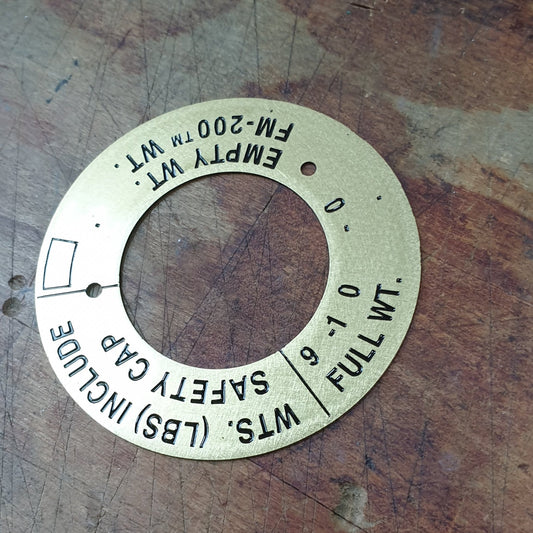 FM-200™ WT.
EMPTY WT.
WTS. (LBS) INCLUDE
SAFETY CAP
FULL WT.
9 -10
0